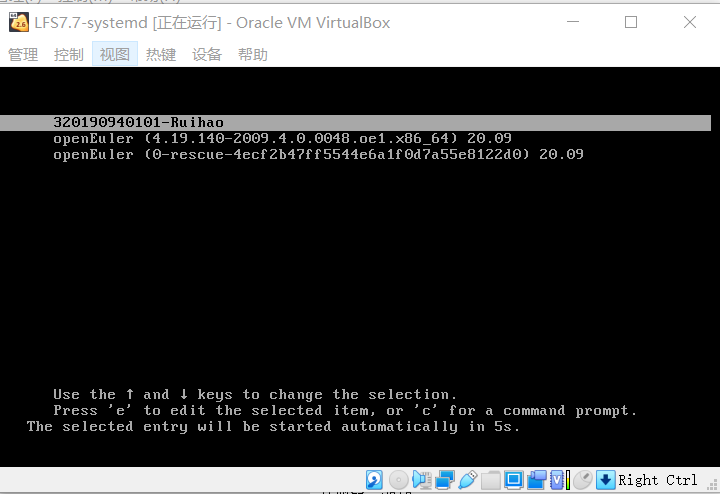 LFS7.7-systemd [正在运行] - Oracle VM VirtualBox
管理 控制 视图 热键 设备 帮助
320190940101-Ruihao
openEuler (4.19.140-2009.4.0.0048.oe1.x86_64) 20.09
openEuler (0-rescue-4ecf2b47ff5544e6a1f0d7a55e8122d0) 20.09
Use the ↑ and ↓ keys to change the selection.
Press 'e' to edit the selected item, or 'c' for a command prompt.
The selected entry will be started automatically in 5s.
Right Ctrl